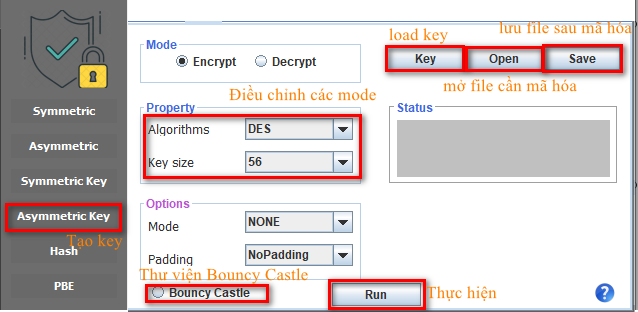 Symmetric
Asymmetric
Symmetric Key
Asymmetric Key
Tạo key
Hash
PBE
Mode
Encrypt
Decrypt
load key
lưu file sau mã hóa
Key
Open
Save
mở file cần mã hóa
Điều chỉnh các mode
Property
Algorithms
DES
Key size
56
Status
Options
Mode
NONE
Padding
NoPadding
Thư viện Bouncy Castle
Bouncy Castle
Run
Thực hiện
?